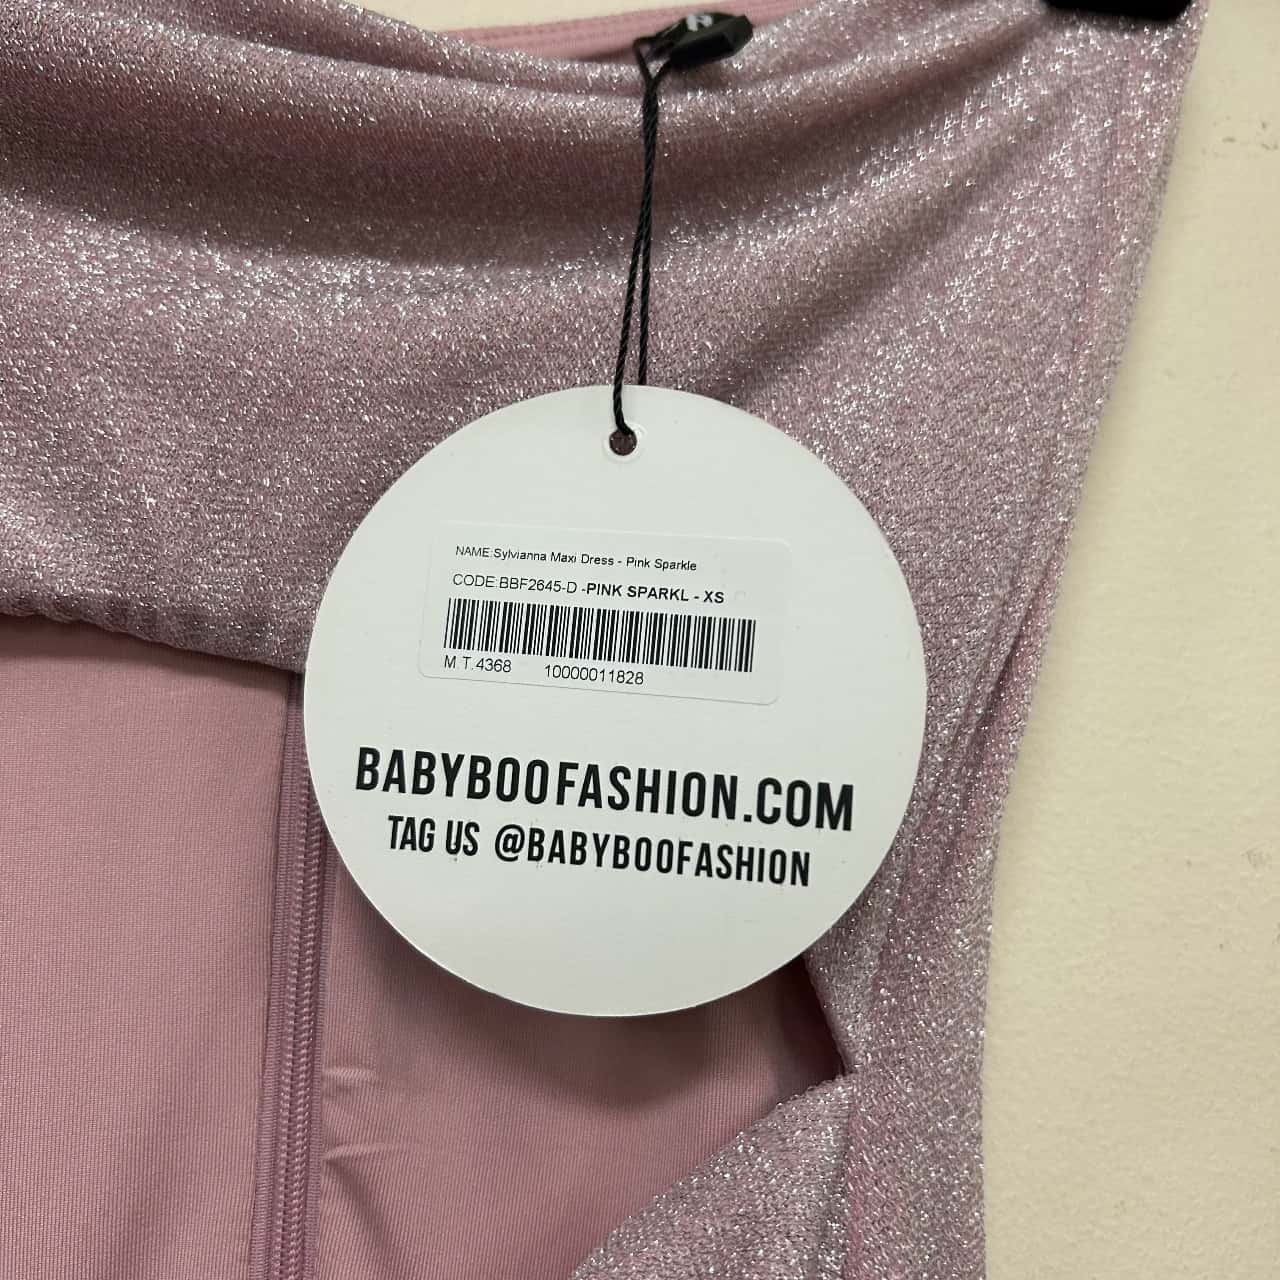 NAME:Sylvianna Maxi Dress - Pink Sparkle
CODE:BBF2645-D -PINK SPARKL - XS
M.T.4368 10000011828
BABYBOOFASHION.COM
TAG US @BABYBOOFASHION